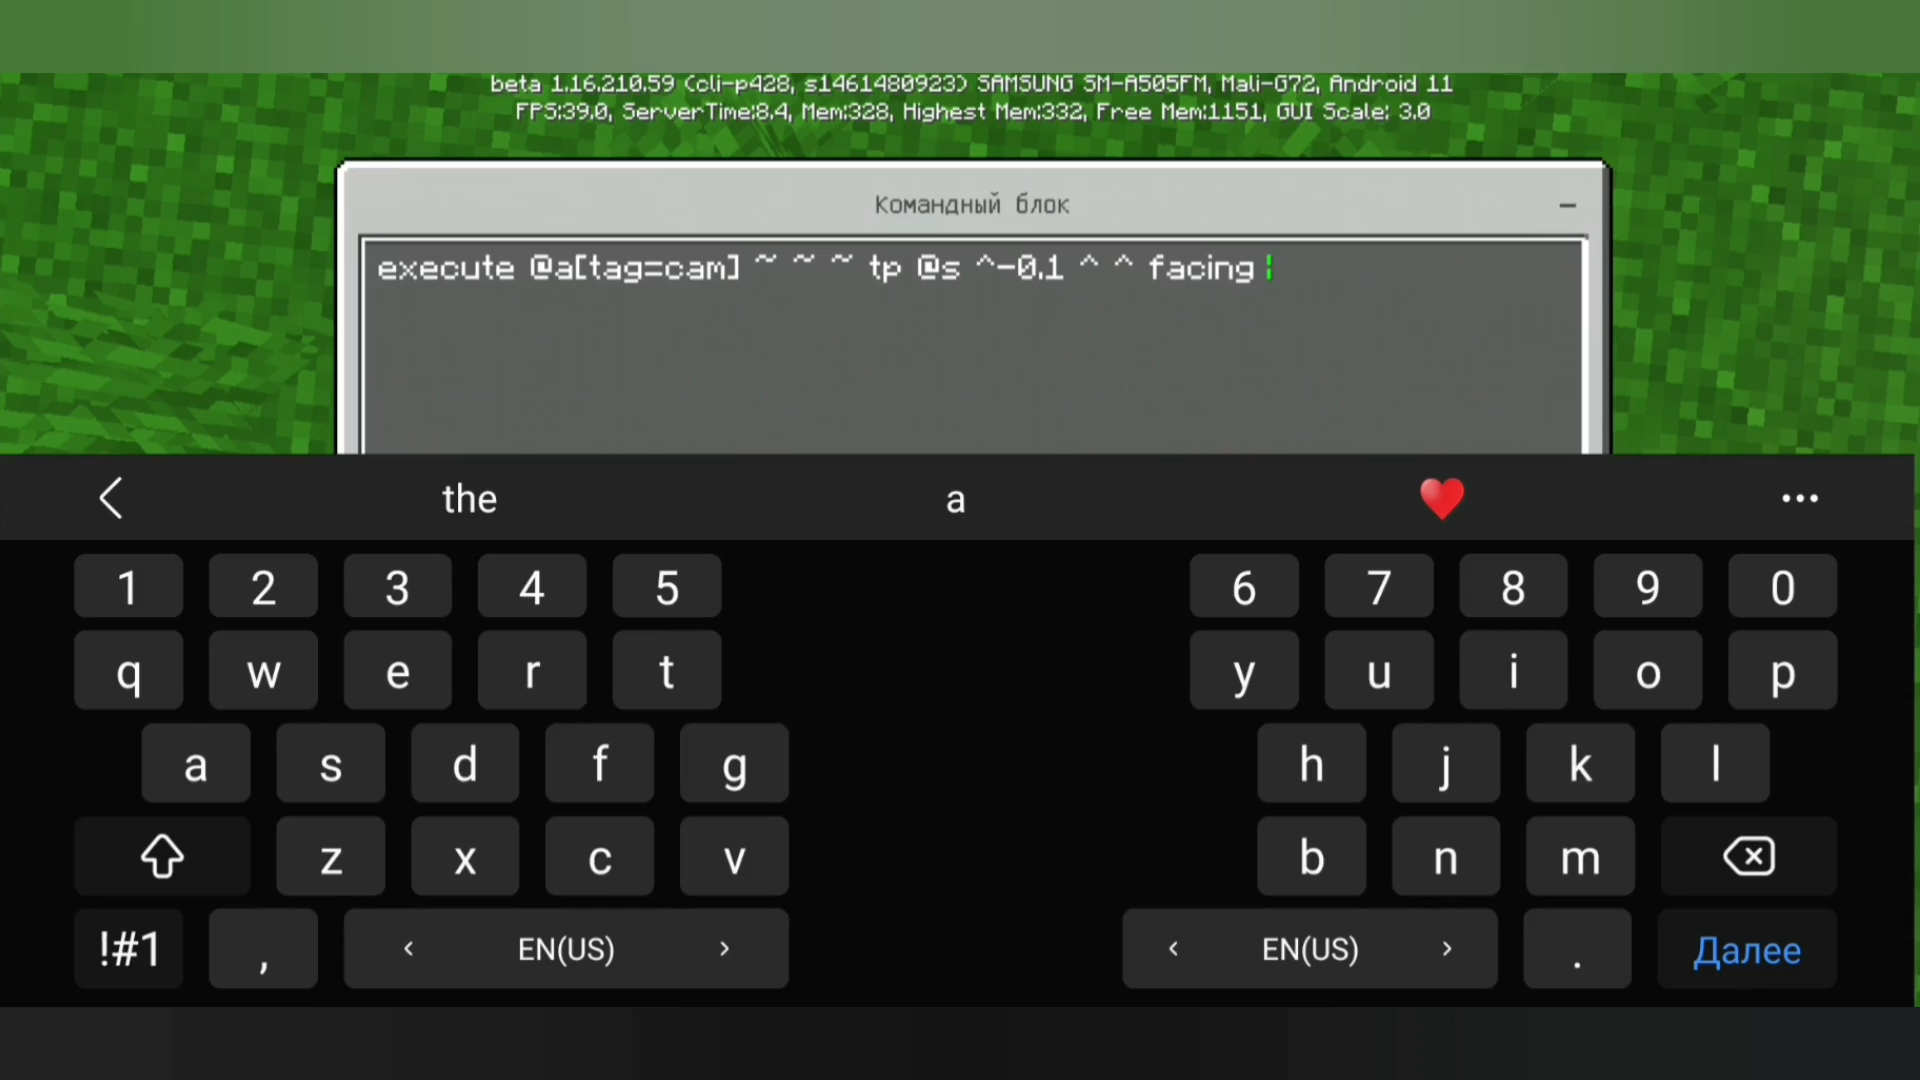 beta 1.16.210.59 (cli-p428, s1461480923) SAMSUNG SM-A505FM, Mali-G72, Android 11
FPS:39.0, ServerTime:8.4, Mem:328, Highest Mem:332, Free Mem:1151, GUI Scale: 3.0
Командный блок
execute @a[tag=cam] ~ ~ ~ tp @s ^-0.1 ^ ^ facing
the a ❤️ ...
1 2 3 4 5 6 7 8 9 0
q w e r t y u i o p
a s d f g h j k l
z x c v b n m
!#1 , < EN(US) > < EN(US) > . Далее